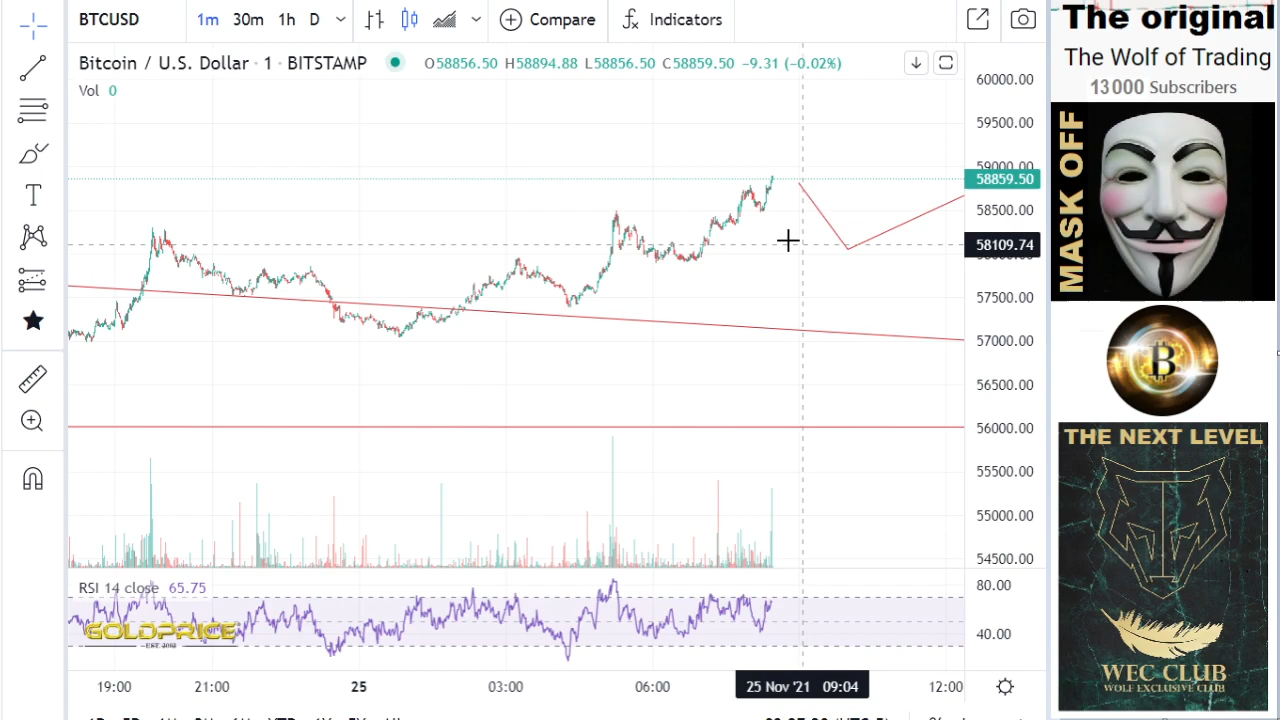 BTCUSD
1m 30m 1h D
Compare
Indicators
Bitcoin / U.S. Dollar · 1 · BITSTAMP
O58856.50 H58894.88 L58856.50 C58859.50 −9.31 (−0.02%)
Vol 0
60000.00
59500.00
59000.00
58859.50
58500.00
58109.74
57500.00
57000.00
56500.00
56000.00
55500.00
55000.00
54500.00
RSI 14 close 65.75
80.00
40.00
GOLDPRICE
EST. 2002
19:00
21:00
25
03:00
06:00
25 Nov '21 09:04
12:00
The original
The Wolf of Trading
13000 Subscribers
MASK OFF
THE NEXT LEVEL
WEC CLUB
WOLF EXCLUSIVE CLUB